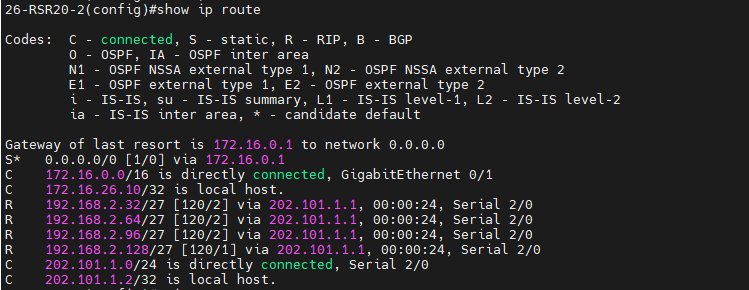 26-RSR20-2(config)#show ip route
Codes: C - connected, S - static, R - RIP, B - BGP
O - OSPF, IA - OSPF inter area
N1 - OSPF NSSA external type 1, N2 - OSPF NSSA external type 2
E1 - OSPF external type 1, E2 - OSPF external type 2
i - IS-IS, su - IS-IS summary, L1 - IS-IS level-1, L2 - IS-IS level-2
ia - IS-IS inter area, * - candidate default
Gateway of last resort is 172.16.0.1 to network 0.0.0.0
S* 0.0.0.0/0 [1/0] via 172.16.0.1
C 172.16.0.0/16 is directly connected, GigabitEthernet 0/1
C 172.16.26.10/32 is local host.
R 192.168.2.32/27 [120/2] via 202.101.1.1, 00:00:24, Serial 2/0
R 192.168.2.64/27 [120/2] via 202.101.1.1, 00:00:24, Serial 2/0
R 192.168.2.96/27 [120/2] via 202.101.1.1, 00:00:24, Serial 2/0
R 192.168.2.128/27 [120/1] via 202.101.1.1, 00:00:24, Serial 2/0
C 202.101.1.0/24 is directly connected, Serial 2/0
C 202.101.1.2/32 is local host.